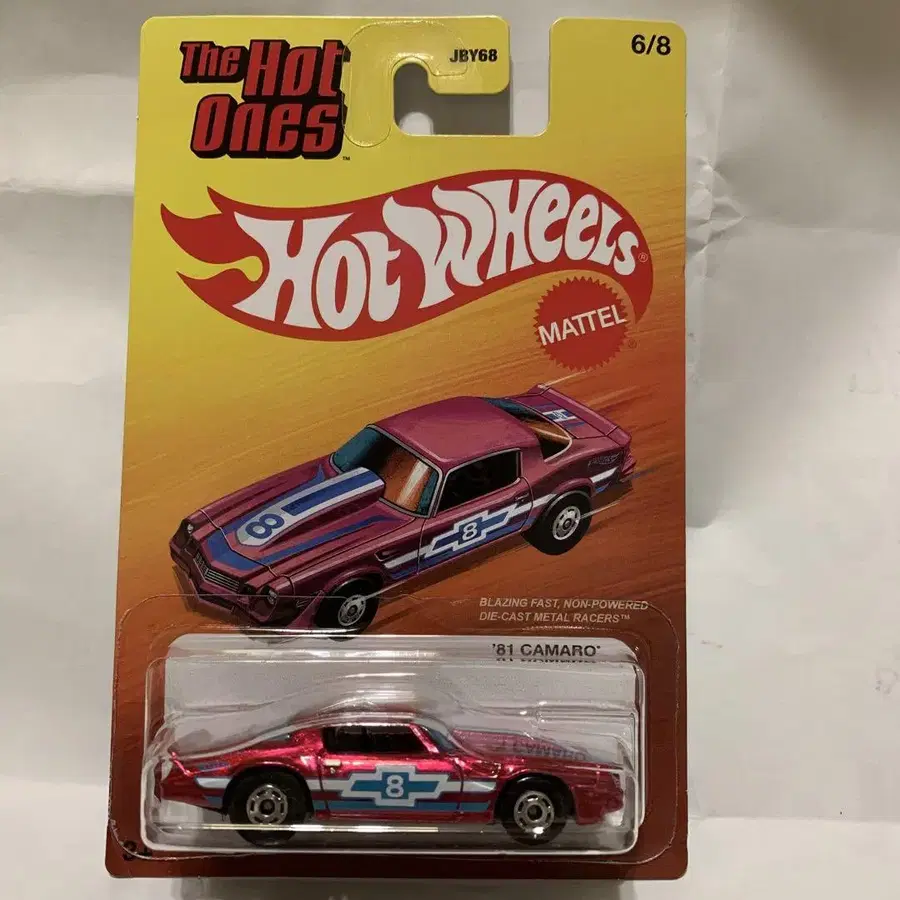 The Hot
Ones™
JBY68
6/8
Hot Wheels®
MATTEL®
8
8
BLAZING FAST, NON-POWERED
DIE-CAST METAL RACERS™
'81 CAMARO®
8